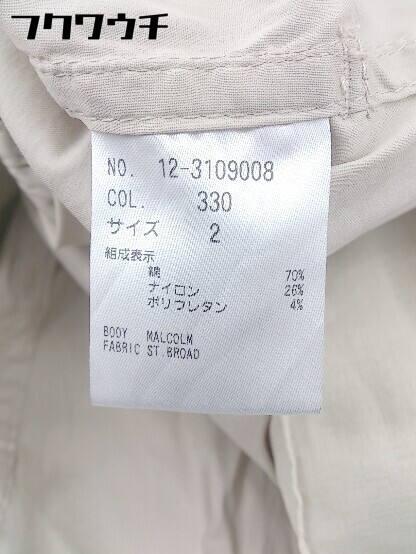 フクワウチ
NO. 12-3109008
COL. 330
サイズ 2
組成表示
綿 70%
ナイロン 26%
ポリウレタン 4%
BODY MALCOLM
FABRIC ST.BROAD